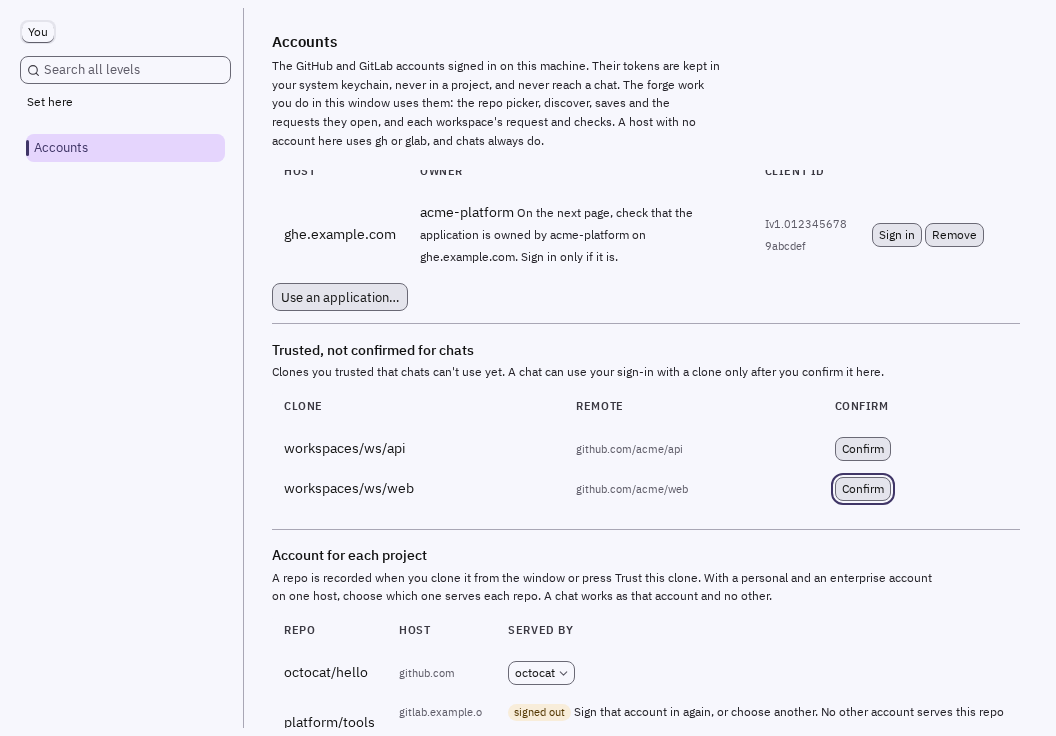 You
Search all levels
Set here
Accounts
Accounts
The GitHub and GitLab accounts signed in on this machine. Their tokens are kept in
your system keychain, never in a project, and never reach a chat. The forge work
you do in this window uses them: the repo picker, discover, saves and the
requests they open, and each workspace's request and checks. A host with no
account here uses gh or glab, and chats always do.
HOST OWNER CLIENT ID
ghe.example.com
acme-platform On the next page, check that the
application is owned by acme-platform on
ghe.example.com. Sign in only if it is.
Iv1.012345678
9abcdef
Sign in Remove
Use an application…
Trusted, not confirmed for chats
Clones you trusted that chats can't use yet. A chat can use your sign-in with a clone only after you confirm it here.
CLONE REMOTE CONFIRM
workspaces/ws/api github.com/acme/api Confirm
workspaces/ws/web github.com/acme/web Confirm
Account for each project
A repo is recorded when you clone it from the window or press Trust this clone. With a personal and an enterprise account
on one host, choose which one serves each repo. A chat works as that account and no other.
REPO HOST SERVED BY
octocat/hello github.com octocat
platform/tools gitlab.example.o signed out Sign that account in again, or choose another. No other account serves this repo